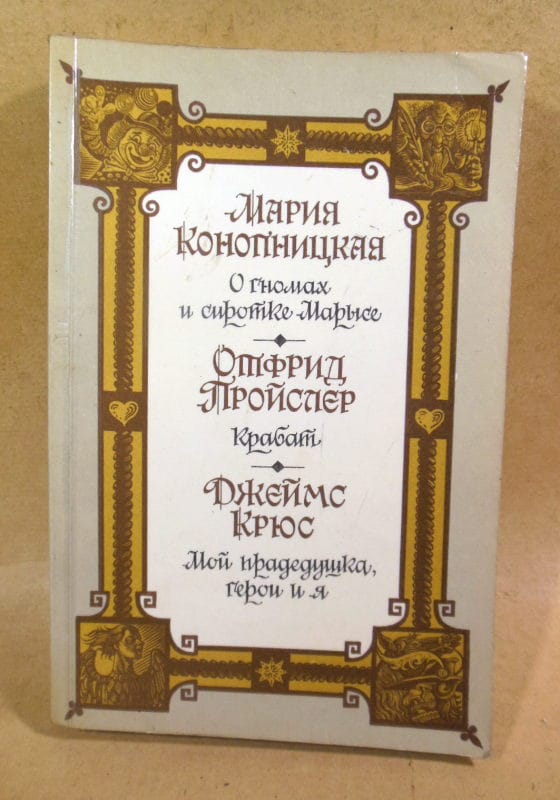 Мария
Конопницкая
О гномах
и сиротке Марысе
Отфрид
Пройслер
Крабат
Джеймс
Крюс
Мой прадедушка,
герои и я